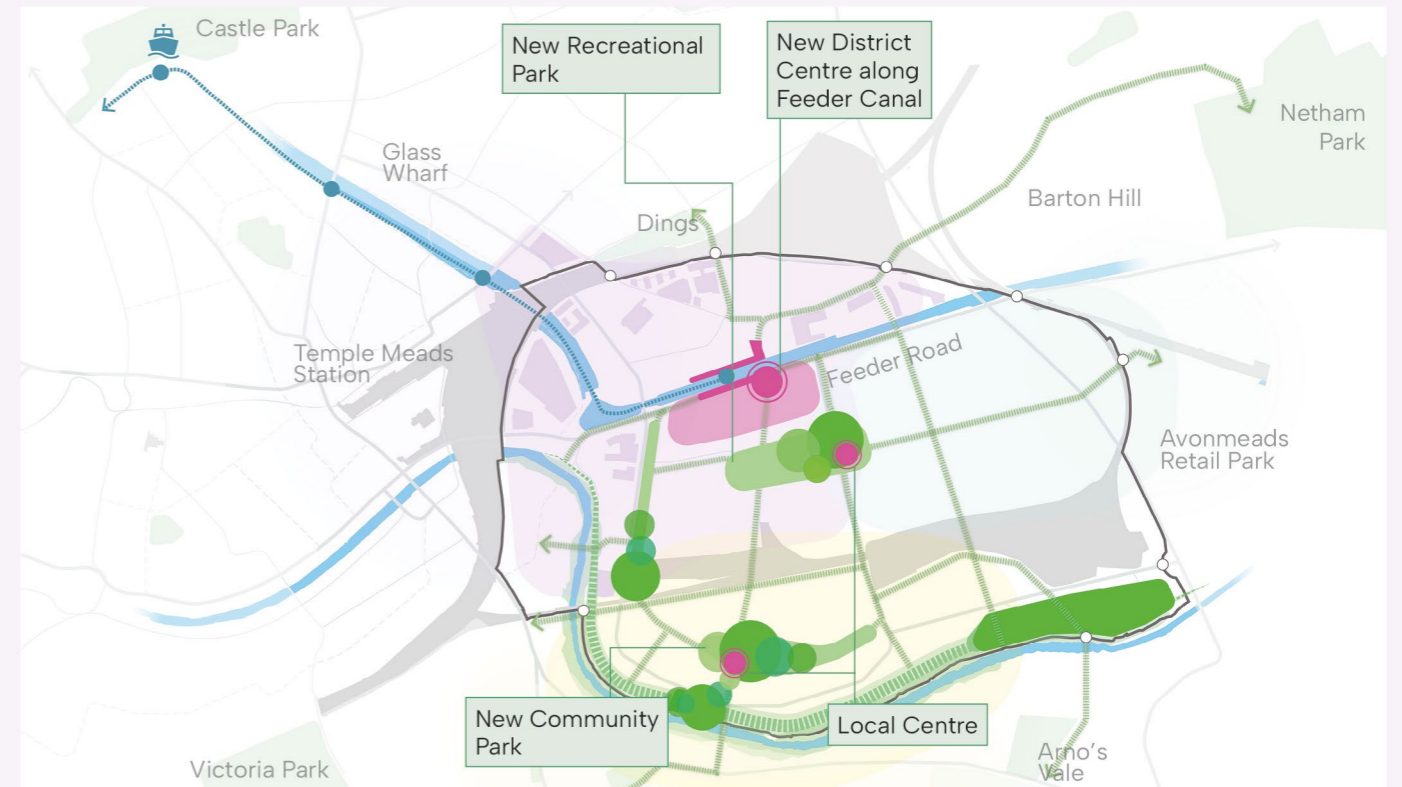 Castle Park
New Recreational
Park
New District
Centre along
Feeder Canal
Netham
Park
Glass
Wharf
Barton Hill
Dings
Temple Meads
Station
Feeder Road
Avonmeads
Retail Park
New Community
Park
Local Centre
Victoria Park
Arno's
Vale